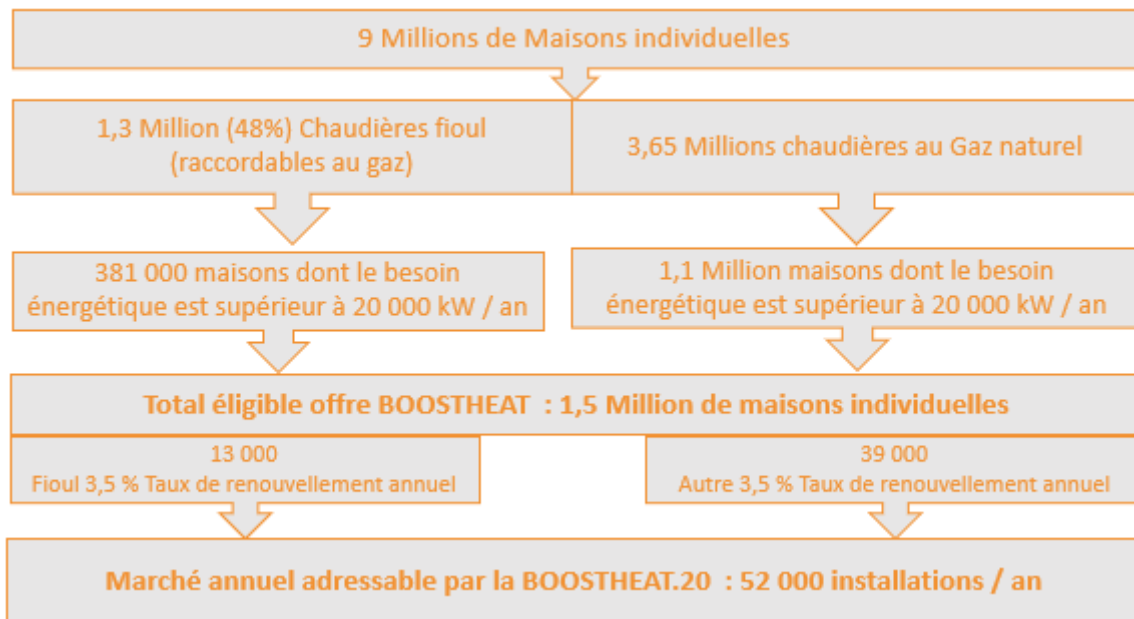 9 Millions de Maisons individuelles
1,3 Million (48%) Chaudières fioul
(raccordables au gaz)
3,65 Millions chaudières au Gaz naturel
381 000 maisons dont le besoin
énergétique est supérieur à 20 000 kW / an
1,1 Million maisons dont le besoin
énergétique est supérieur à 20 000 kW / an
Total éligible offre BOOSTHEAT : 1,5 Million de maisons individuelles
13 000
Fioul 3,5 % Taux de renouvellement annuel
39 000
Autre 3,5 % Taux de renouvellement annuel
Marché annuel adressable par la BOOSTHEAT.20 : 52 000 installations / an